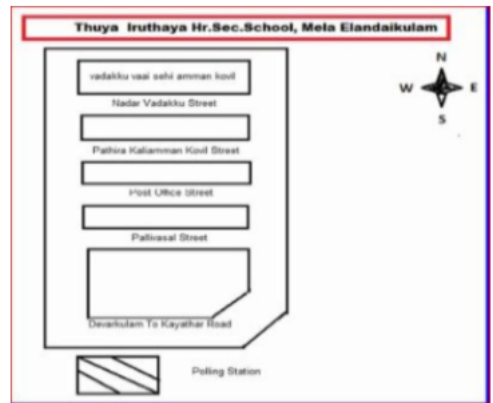 Thuya Iruthaya Hr.Sec.School, Mela Elandaikulam
N
W E
S
vadakku vaai sehi amman kovil
Nadar Vadakku Street
Pathira Kaliamman Kovil Street
Post Office Street
Pallivasal Street
Devarkulam To Kayathar Road
Polling Station